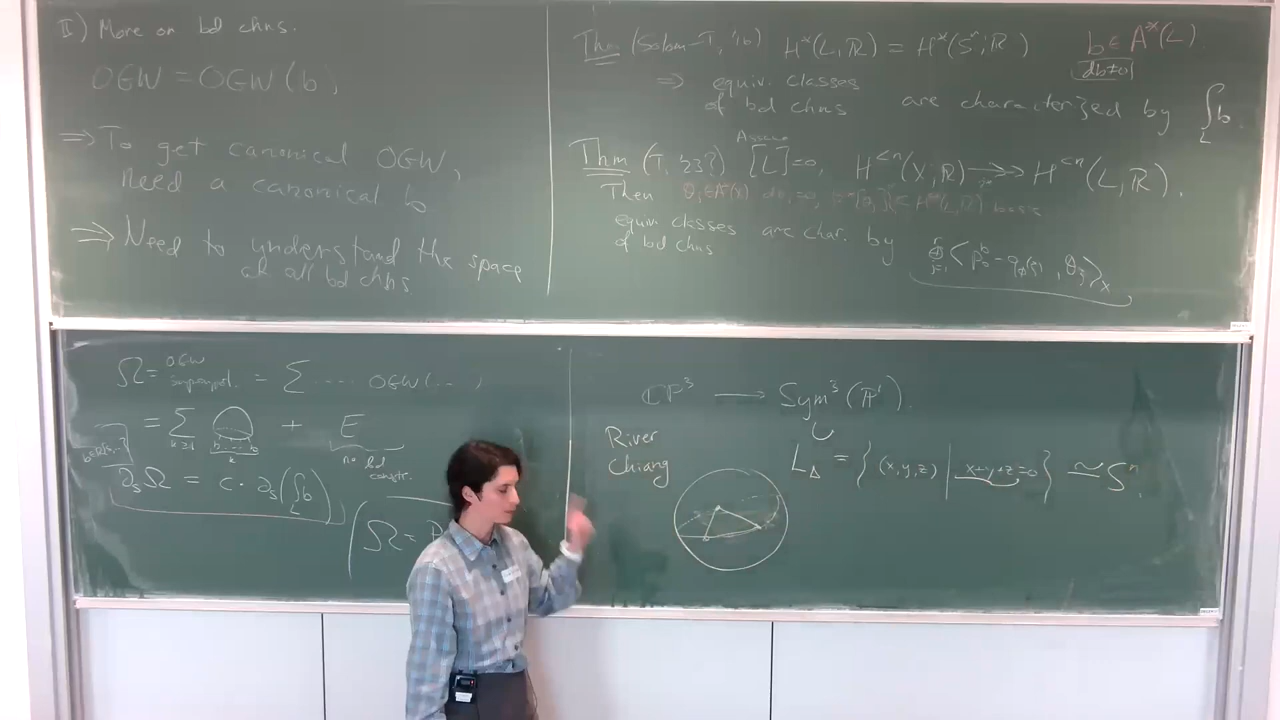 II) More on bd chns.
OGW = OGW(b),
⇒ To get canonical OGW,
need a canonical b
⇒ Need to understand the space
of all bd chns
Thm (Solom-T, '16) H*(L;ℝ) = H*(Sⁿ;ℝ)
b ∈ A*(L).
⇒ equiv. classes
of bd chns are characterized by ∫_L b
Assume
Thm (T, '23?) [L]=0, H^{<n}(X;ℝ) ↠ H^{<n}(L,ℝ).
Then
equiv classes are char. by
of bd chns
Ω = OGW superpot. = Σ .... OGW(...),
= Σ b...b + E
k
no bd constr.
∂_s Ω = c · ∂_s (∫_L b)
Ω =
ℂP³ → Sym³(ℙ¹).
∪
River
Chiang
L_Δ = { (x,y,z) | x+y+z=0 } ≃ Sⁿ.